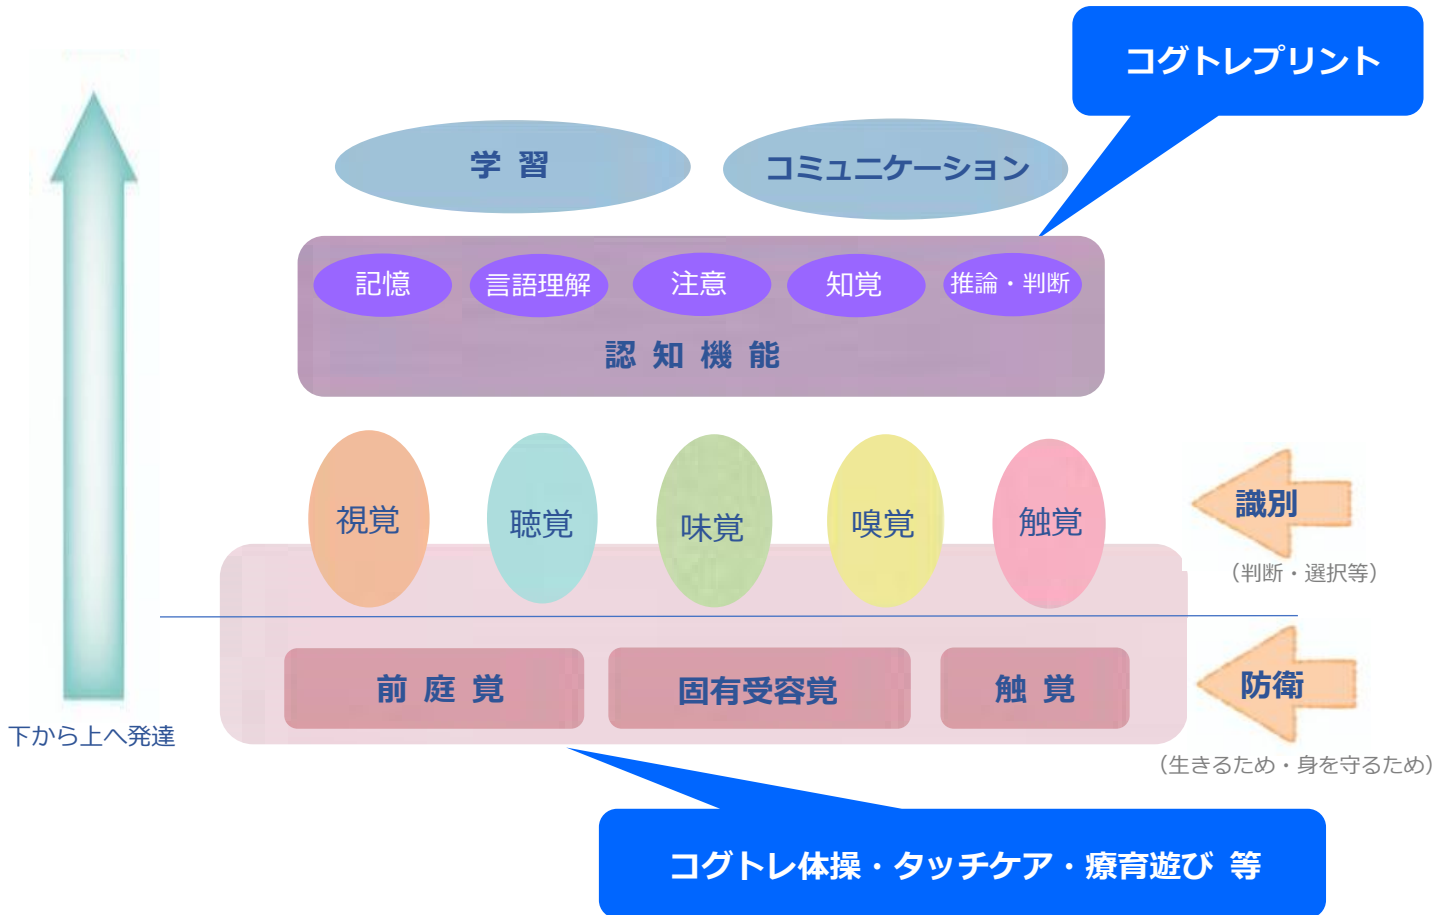 コグトレプリント
学 習
コミュニケーション
記憶
言語理解
注意
知覚
推論・判断
認 知 機 能
視覚
聴覚
味覚
嗅覚
触覚
識別
（判断・選択等）
前 庭 覚
固有受容覚
触 覚
防衛
下から上へ発達
（生きるため・身を守るため）
コグトレ体操・タッチケア・療育遊び 等